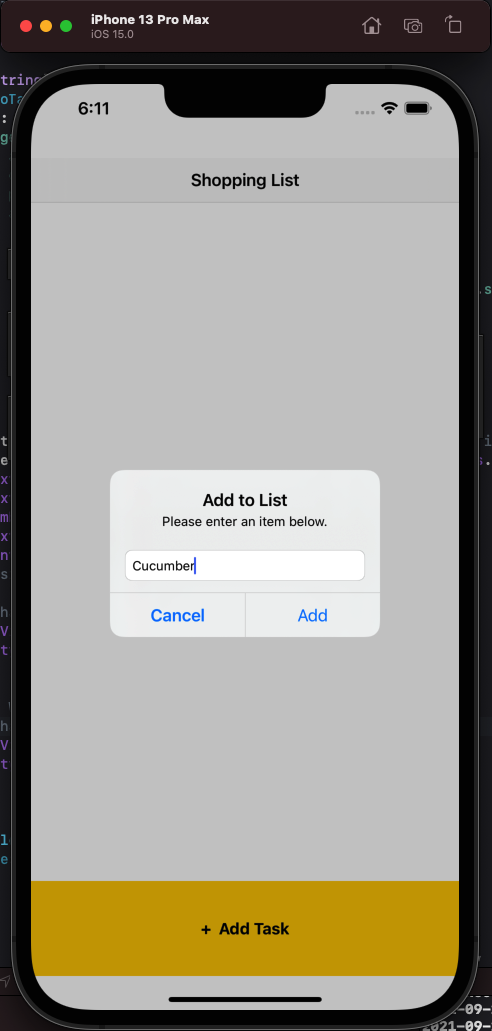 iPhone 13 Pro Max
iOS 15.0
6:11
Shopping List
Add to List
Please enter an item below.
Cucumber
Cancel
Add
+ Add Task